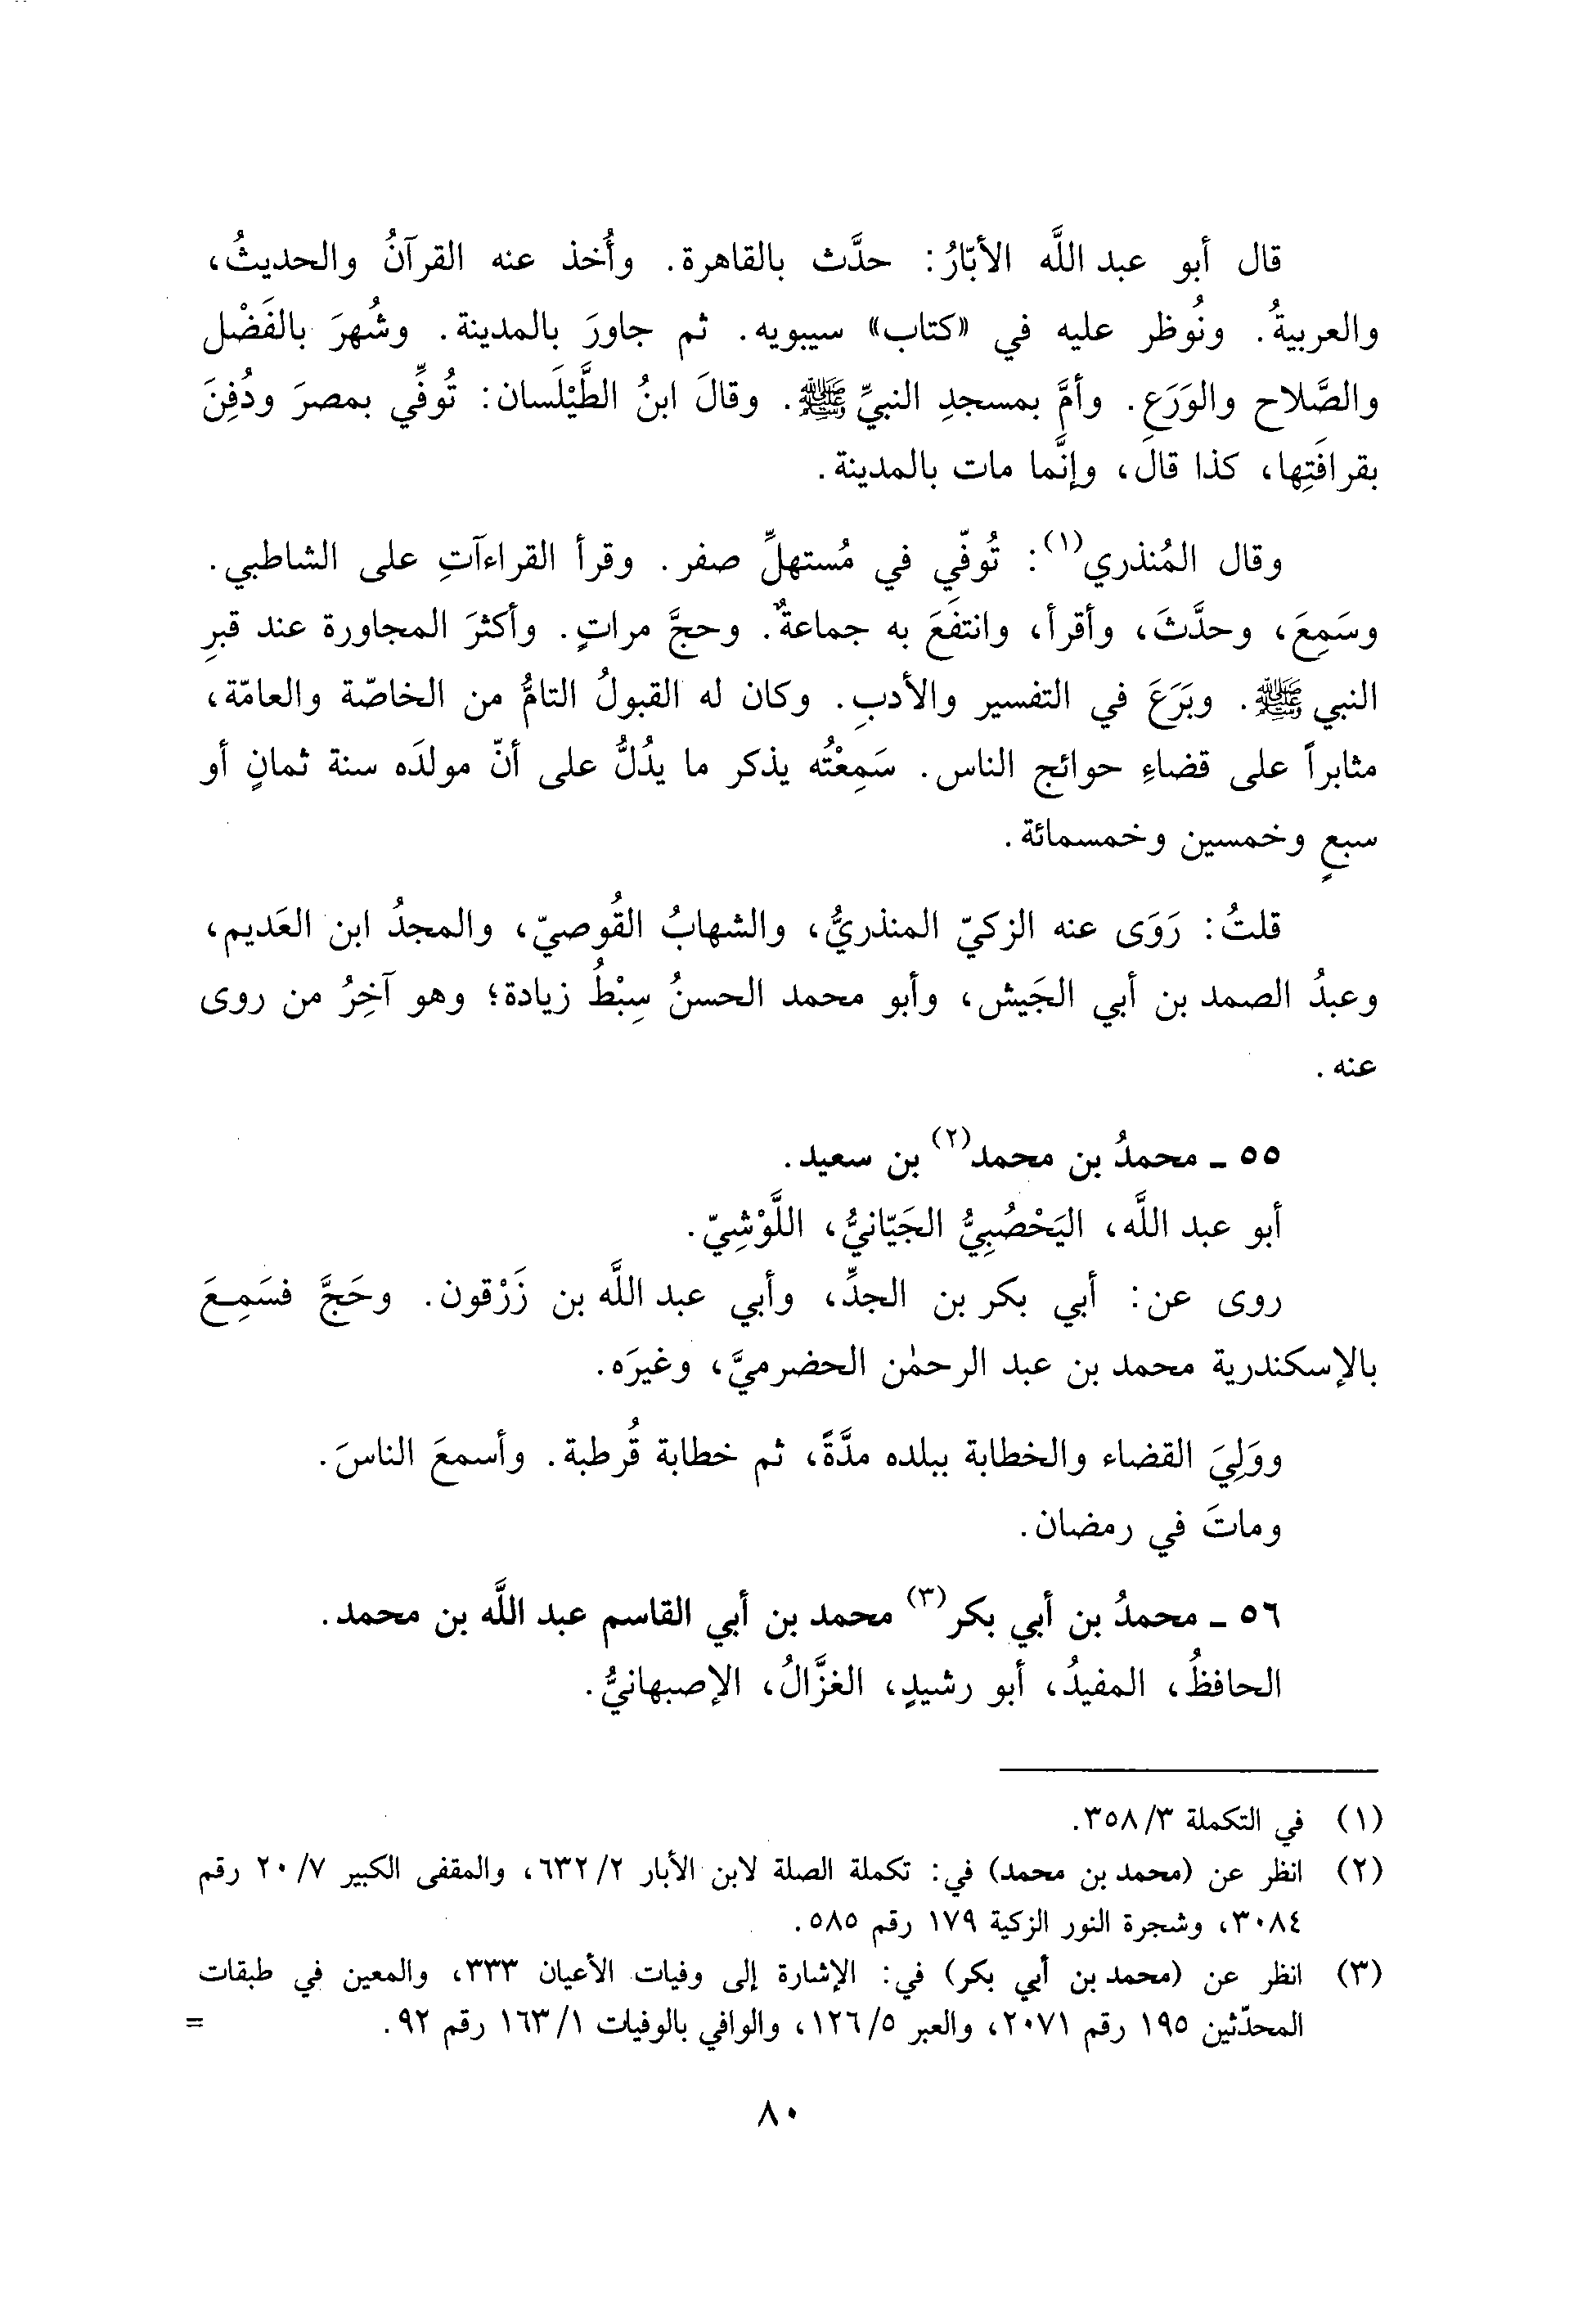 قال أبو عبد اللَّه الأبّارُ: حدَّث بالقاهرة. وأُخذ عنه القرآنُ والحديثُ،
والعربيةُ. ونُوظر عليه في «كتاب» سيبويه. ثم جاورَ بالمدينة. وشُهرَ بالفَضْل
والصَّلاح والوَرَعِ. وأمَّ بمسجدِ النبيِّ ﷺ. وقالَ ابنُ الطَّيْلَسان: تُوفِّي بمصرَ ودُفِنَ
بقرافَتِها، كذا قالَ، وإنَّما مات بالمدينة.
وقال المُنذري(١): تُوفّي في مُستهلِّ صفر. وقرأ القراءآتِ على الشاطبي.
وسَمِعَ، وحدَّثَ، وأقرأ، وانتفَعَ به جماعةٌ. وحجَّ مراتٍ. وأكثرَ المجاورة عند قبرِ
النبي ﷺ. وبَرَعَ في التفسير والأدبِ. وكان له القبولُ التامُّ من الخاصّة والعامّة،
مثابراً على قضاءِ حوائج الناس. سَمِعْتُه يذكر ما يدُلُّ على أنّ مولدَه سنة ثمانٍ أو
سبعٍ وخمسين وخمسمائة.
قلتُ: رَوَى عنه الزكيّ المنذريُّ، والشهابُ القُوصيّ، والمجدُ ابن العَديم،
وعبدُ الصمد بن أبي الجَيش، وأبو محمد الحسنُ سِبْطُ زيادة؛ وهو آخِرُ من روى
عنه.
٥٥ ـ محمدُ بن محمد(٢) بن سعيد.
أبو عبد اللَّه، اليَحْصُبِيُّ الجَيّانيُّ، اللَّوْشِيّ.
روى عن: أبي بكر بن الجدِّ، وأبي عبد اللَّه بن زَرْقون. وحَجَّ فسَمِعَ
بالإسكندرية محمد بن عبد الرحمٰن الحضرميَّ، وغيرَه.
ووَلِيَ القضاء والخطابة ببلده مدَّةً، ثم خطابة قُرطبة. وأسمعَ الناسَ.
وماتَ في رمضان.
٥٦ ـ محمدُ بن أبي بكر(٣) محمد بن أبي القاسم عبد اللَّه بن محمد.
الحافظُ، المفيدُ، أبو رشيدٍ، الغزَّالُ، الإصبهانيُّ.
(١) في التكملة ٣/٣٥٨.
(٢) انظر عن (محمد بن محمد) في: تكملة الصلة لابن الأبار ٢/٦٣٢، والمقفى الكبير ٧/٢٠ رقم
٣٠٨٤، وشجرة النور الزكية ١٧٩ رقم ٥٨٥.
(٣) انظر عن (محمد بن أبي بكر) في: الإشارة إلى وفيات الأعيان ٣٣٣، والمعين في طبقات
المحدّثين ١٩٥ رقم ٢٠٧١، والعبر ٥/١٢٦، والوافي بالوفيات ١/١٦٣ رقم ٩٢. =
٨٠